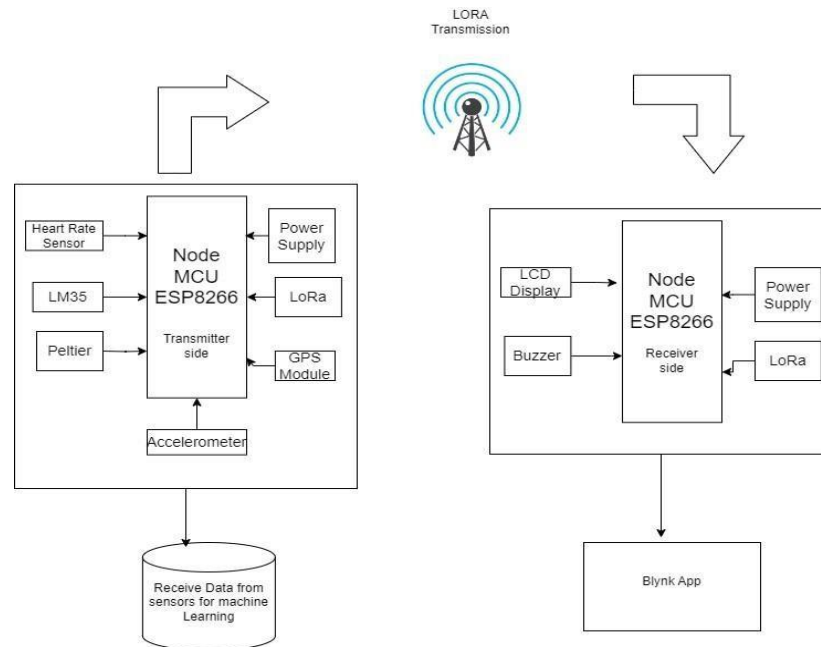 LORA
Transmission
Heart Rate
Sensor
LM35
Peltier
Node
MCU
ESP8266
Transmitter
side
Power
Supply
LoRa
GPS
Module
Accelerometer
Receive Data from
sensors for machine
Learning
LCD
Display
Buzzer
Node
MCU
ESP8266
Receiver
side
Power
Supply
LoRa
Blynk App